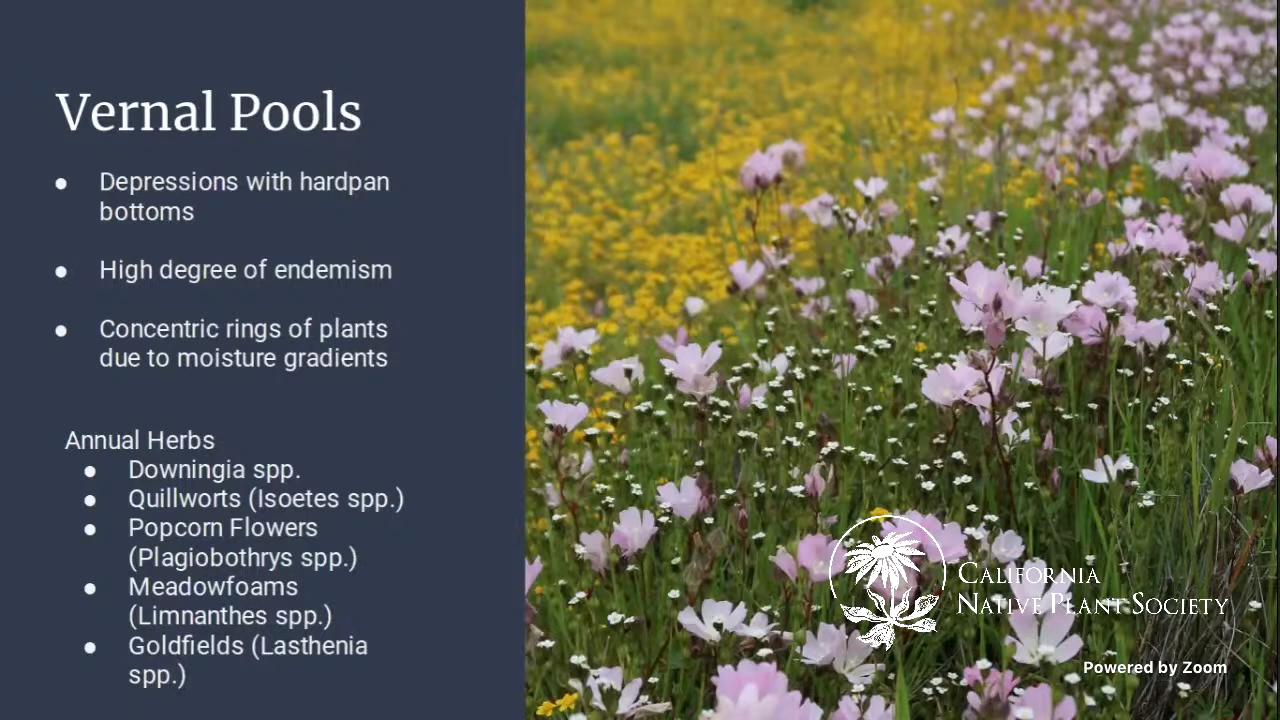 Vernal Pools
● Depressions with hardpan
bottoms
● High degree of endemism
● Concentric rings of plants
due to moisture gradients
Annual Herbs
● Downingia spp.
● Quillworts (Isoetes spp.)
● Popcorn Flowers
(Plagiobothrys spp.)
● Meadowfoams
(Limnanthes spp.)
● Goldfields (Lasthenia
spp.)
California
Native Plant Society
Powered by Zoom